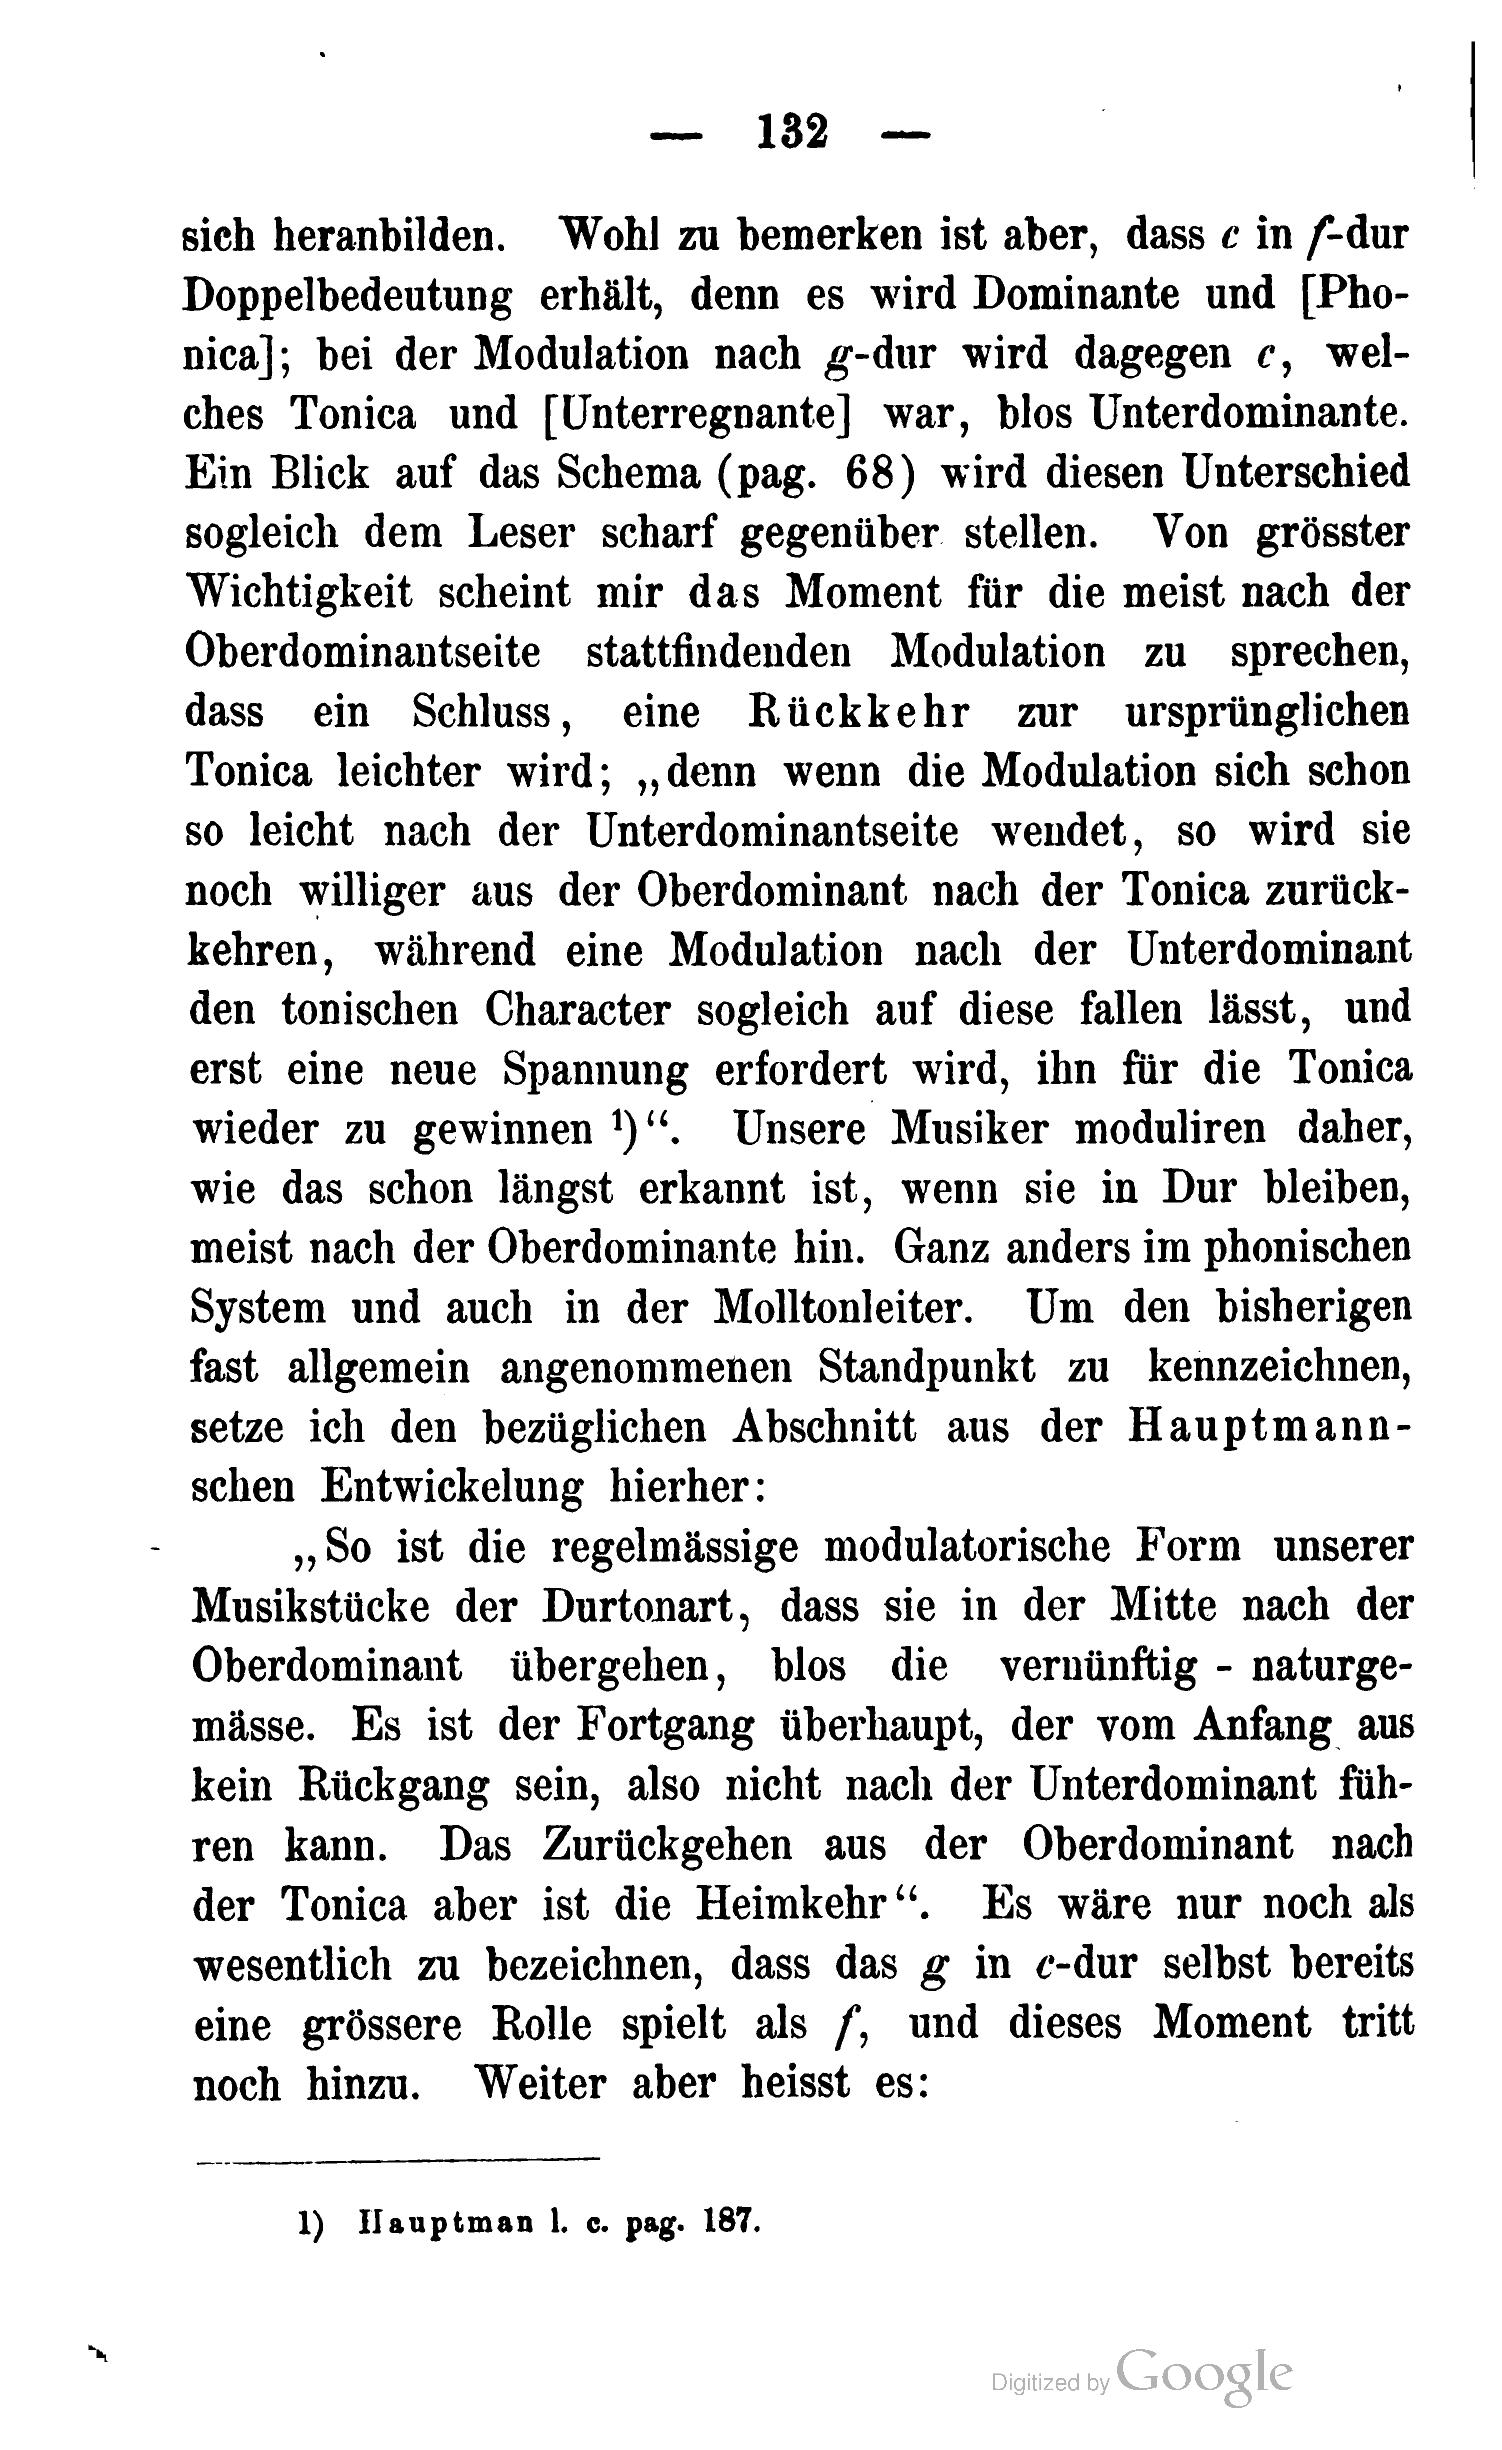 — 132 —
sich heranbilden. Wohl zu bemerken ist aber, dass c in f-dur
Doppelbedeutung erhält, denn es wird Dominante und [Pho-
nica]; bei der Modulation nach g-dur wird dagegen c, wel-
ches Tonica und [Unterregnante] war, blos Unterdominante.
Ein Blick auf das Schema (pag. 68) wird diesen Unterschied
sogleich dem Leser scharf gegenüber stellen. Von grösster
Wichtigkeit scheint mir das Moment für die meist nach der
Oberdominantseite stattfindenden Modulation zu sprechen,
dass ein Schluss, eine Rückkehr zur ursprünglichen
Tonica leichter wird; „denn wenn die Modulation sich schon
so leicht nach der Unterdominantseite wendet, so wird sie
noch williger aus der Oberdominant nach der Tonica zurück-
kehren, während eine Modulation nach der Unterdominant
den tonischen Character sogleich auf diese fallen lässt, und
erst eine neue Spannung erfordert wird, ihn für die Tonica
wieder zu gewinnen ¹)“. Unsere Musiker moduliren daher,
wie das schon längst erkannt ist, wenn sie in Dur bleiben,
meist nach der Oberdominante hin. Ganz anders im phonischen
System und auch in der Molltonleiter. Um den bisherigen
fast allgemein angenommenen Standpunkt zu kennzeichnen,
setze ich den bezüglichen Abschnitt aus der Hauptmann-
schen Entwickelung hierher:
„So ist die regelmässige modulatorische Form unserer
Musikstücke der Durtonart, dass sie in der Mitte nach der
Oberdominant übergehen, blos die vernünftig - naturge-
mässe. Es ist der Fortgang überhaupt, der vom Anfang aus
kein Rückgang sein, also nicht nach der Unterdominant füh-
ren kann. Das Zurückgehen aus der Oberdominant nach
der Tonica aber ist die Heimkehr“. Es wäre nur noch als
wesentlich zu bezeichnen, dass das g in c-dur selbst bereits
eine grössere Rolle spielt als f, und dieses Moment tritt
noch hinzu. Weiter aber heisst es:
1) Hauptman l. c. pag. 187.
Digitized by Google